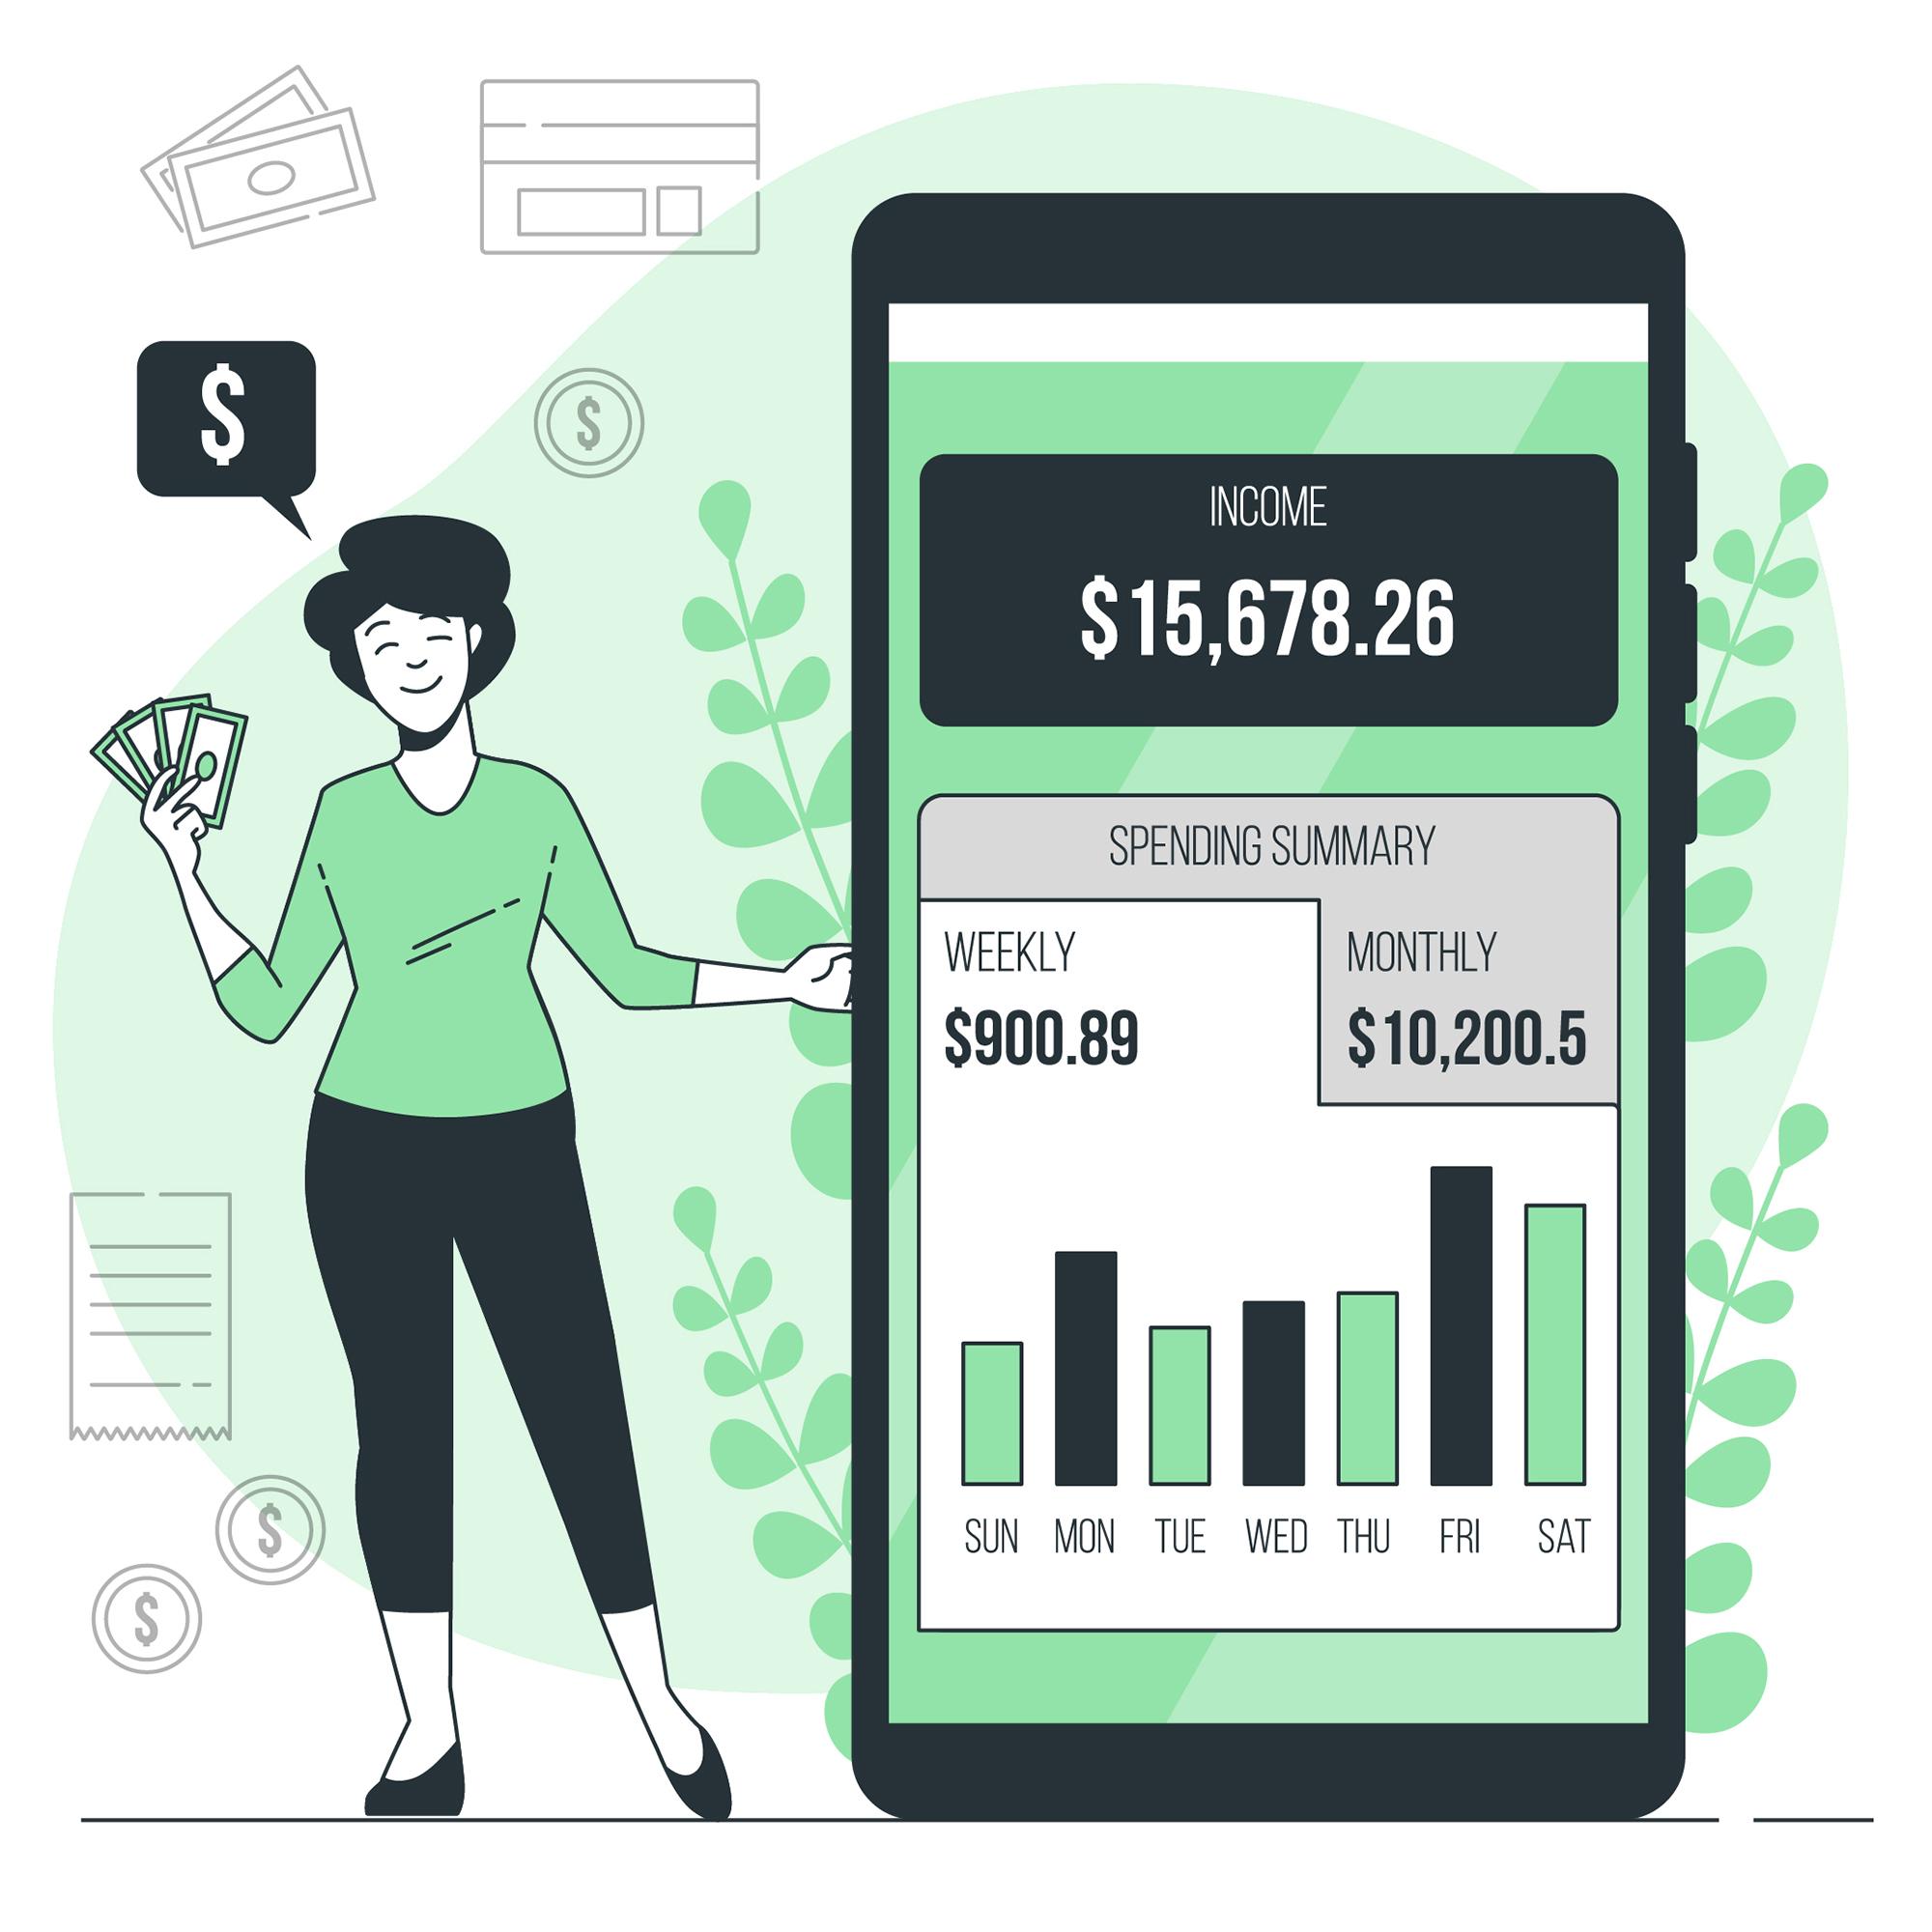 $
$
INCOME
$15,678.26
SPENDING SUMMARY
WEEKLY
MONTHLY
$900.89
$10,200.5
SUN MON TUE WED THU FRI SAT
$
$